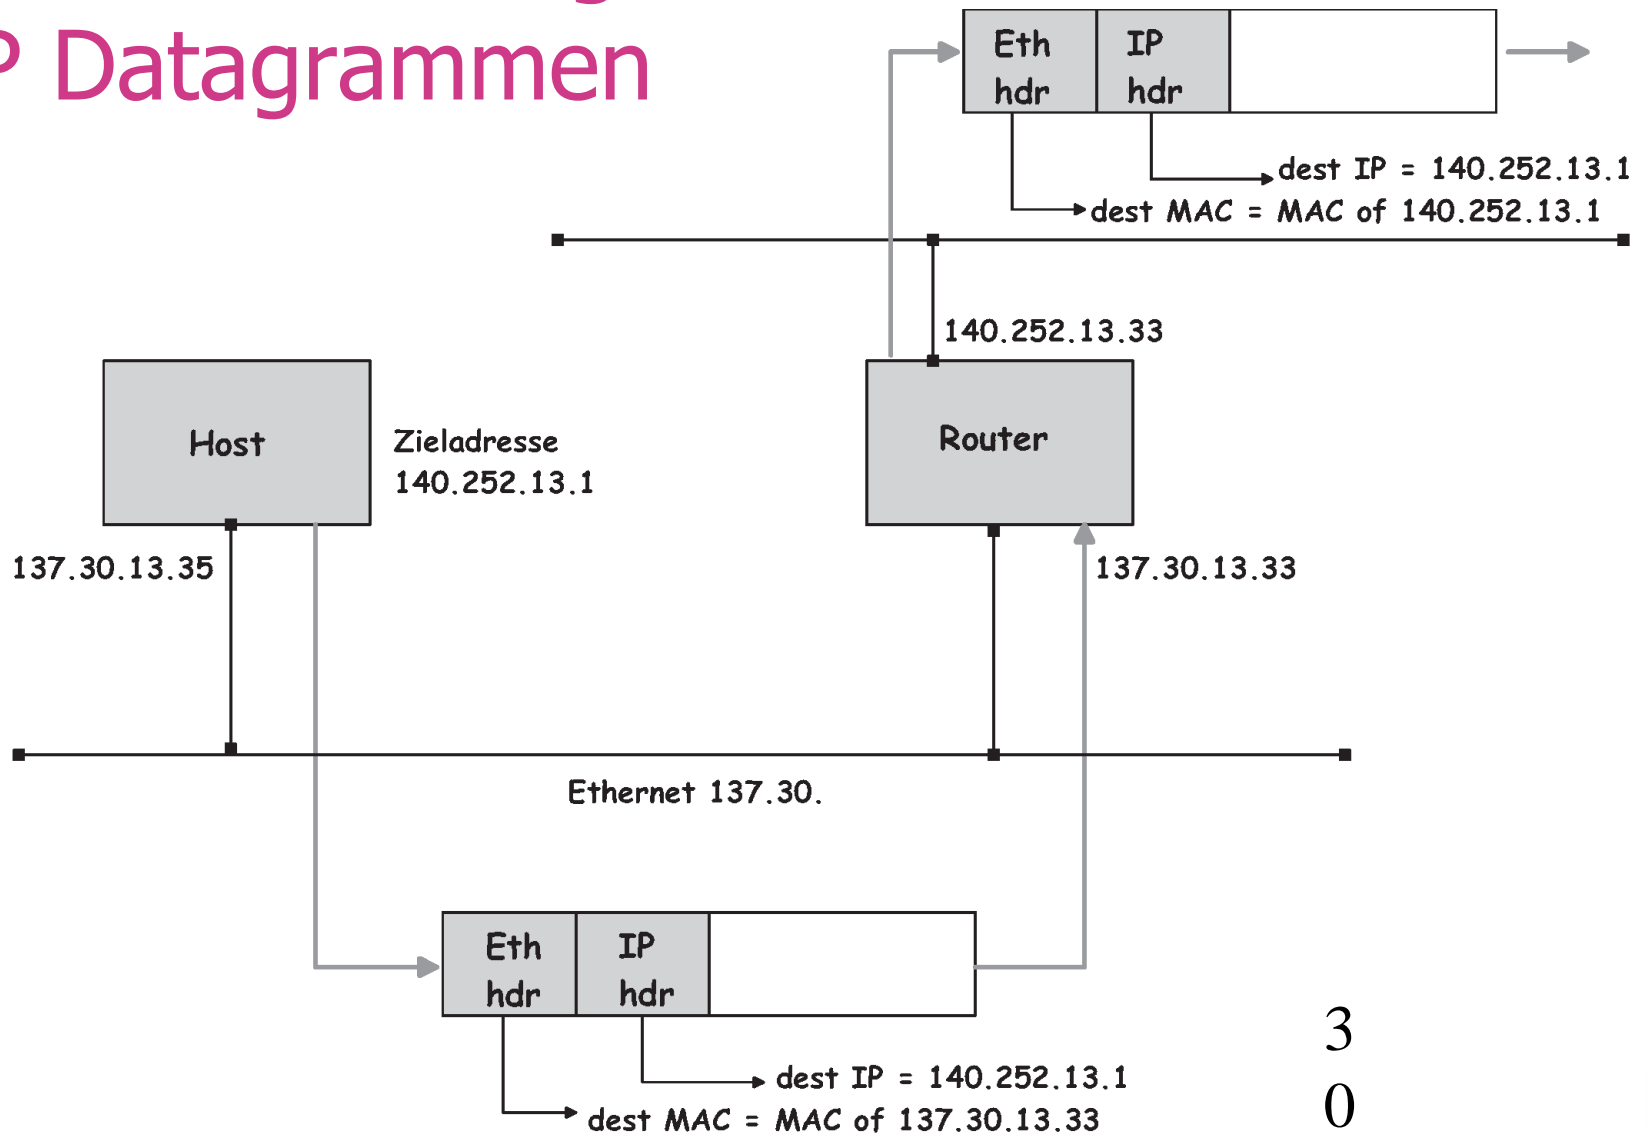 P Datagrammen
Eth IP
hdr hdr
dest IP = 140.252.13.1
dest MAC = MAC of 140.252.13.1
140.252.13.33
Host
Zieladresse
140.252.13.1
Router
137.30.13.35
137.30.13.33
Ethernet 137.30.
Eth IP
hdr hdr
dest IP = 140.252.13.1
dest MAC = MAC of 137.30.13.33
3
0